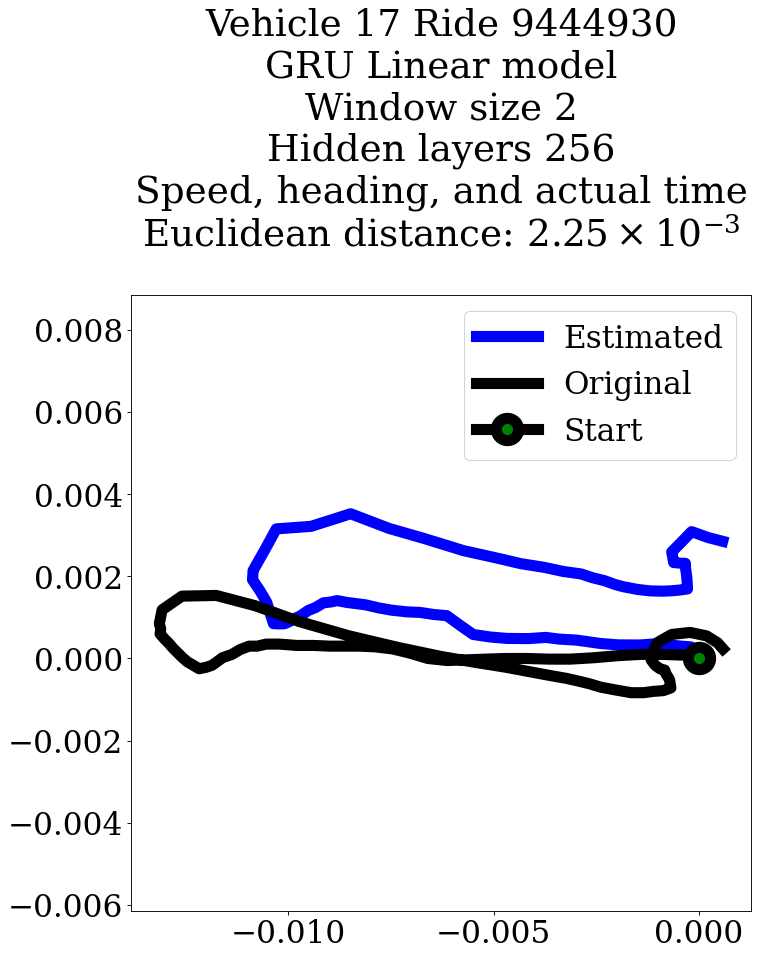 Vehicle 17 Ride 9444930
GRU Linear model
Window size 2
Hidden layers 256
Speed, heading, and actual time
Euclidean distance: 2.25 × 10⁻³
Estimated
Original
Start
0.008
0.006
0.004
0.002
0.000
−0.002
−0.004
−0.006
−0.010
−0.005
0.000